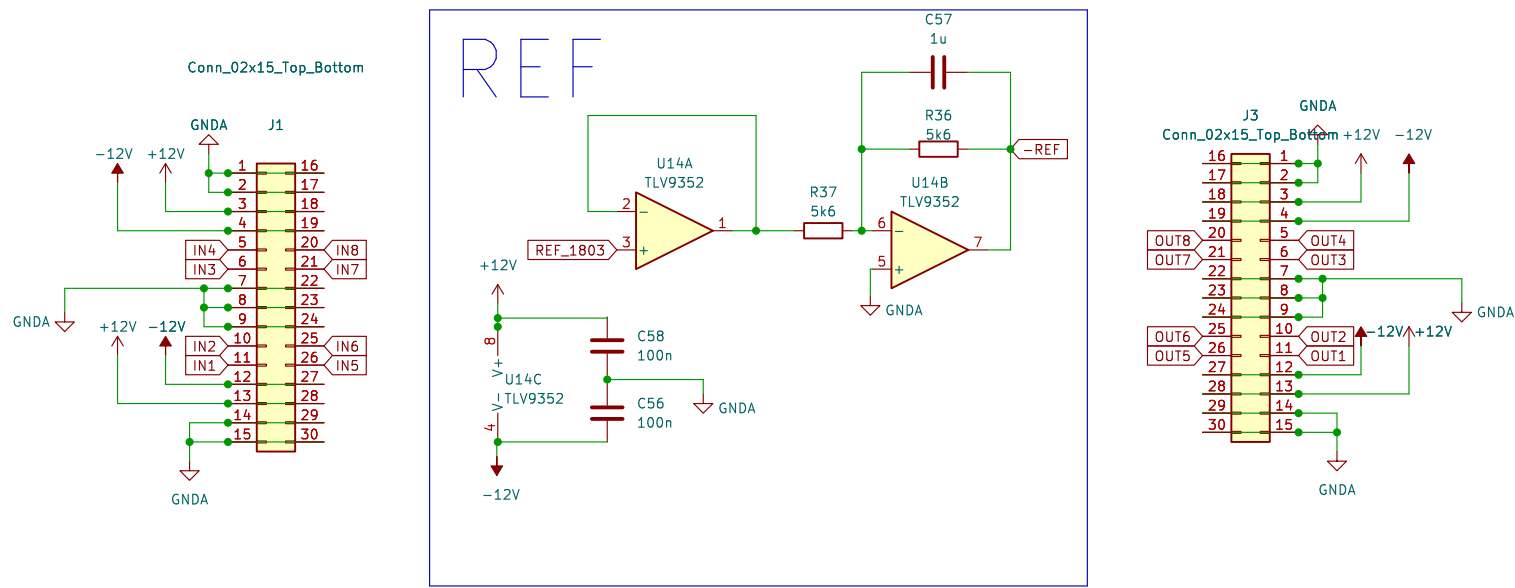 Conn_02x15_Top_Bottom
J1
GNDA
-12V
+12V
1 16
2 17
3 18
4 19
IN4 5 20 IN8
IN3 6 21 IN7
7 22
8 23
9 24
GNDA
+12V
-12V
IN2 10 25 IN6
IN1 11 26 IN5
12 27
13 28
14 29
15 30
GNDA
REF
C57
1u
R36
5k6
-REF
U14A
TLV9352
2
-
3
+
1
REF_1803
R37
5k6
U14B
TLV9352
6
-
5
+
7
GNDA
+12V
8
V+
U14C
TLV9352
V-
4
-12V
C58
100n
C56
100n
GNDA
J3
Conn_02x15_Top_Bottom
GNDA
+12V
-12V
16 1
17 2
18 3
19 4
OUT8 20 5 OUT4
OUT7 21 6 OUT3
22 7
23 8
24 9
GNDA
OUT6 25 10 OUT2
OUT5 26 11 OUT1
-12V
+12V
27 12
28 13
29 14
30 15
GNDA